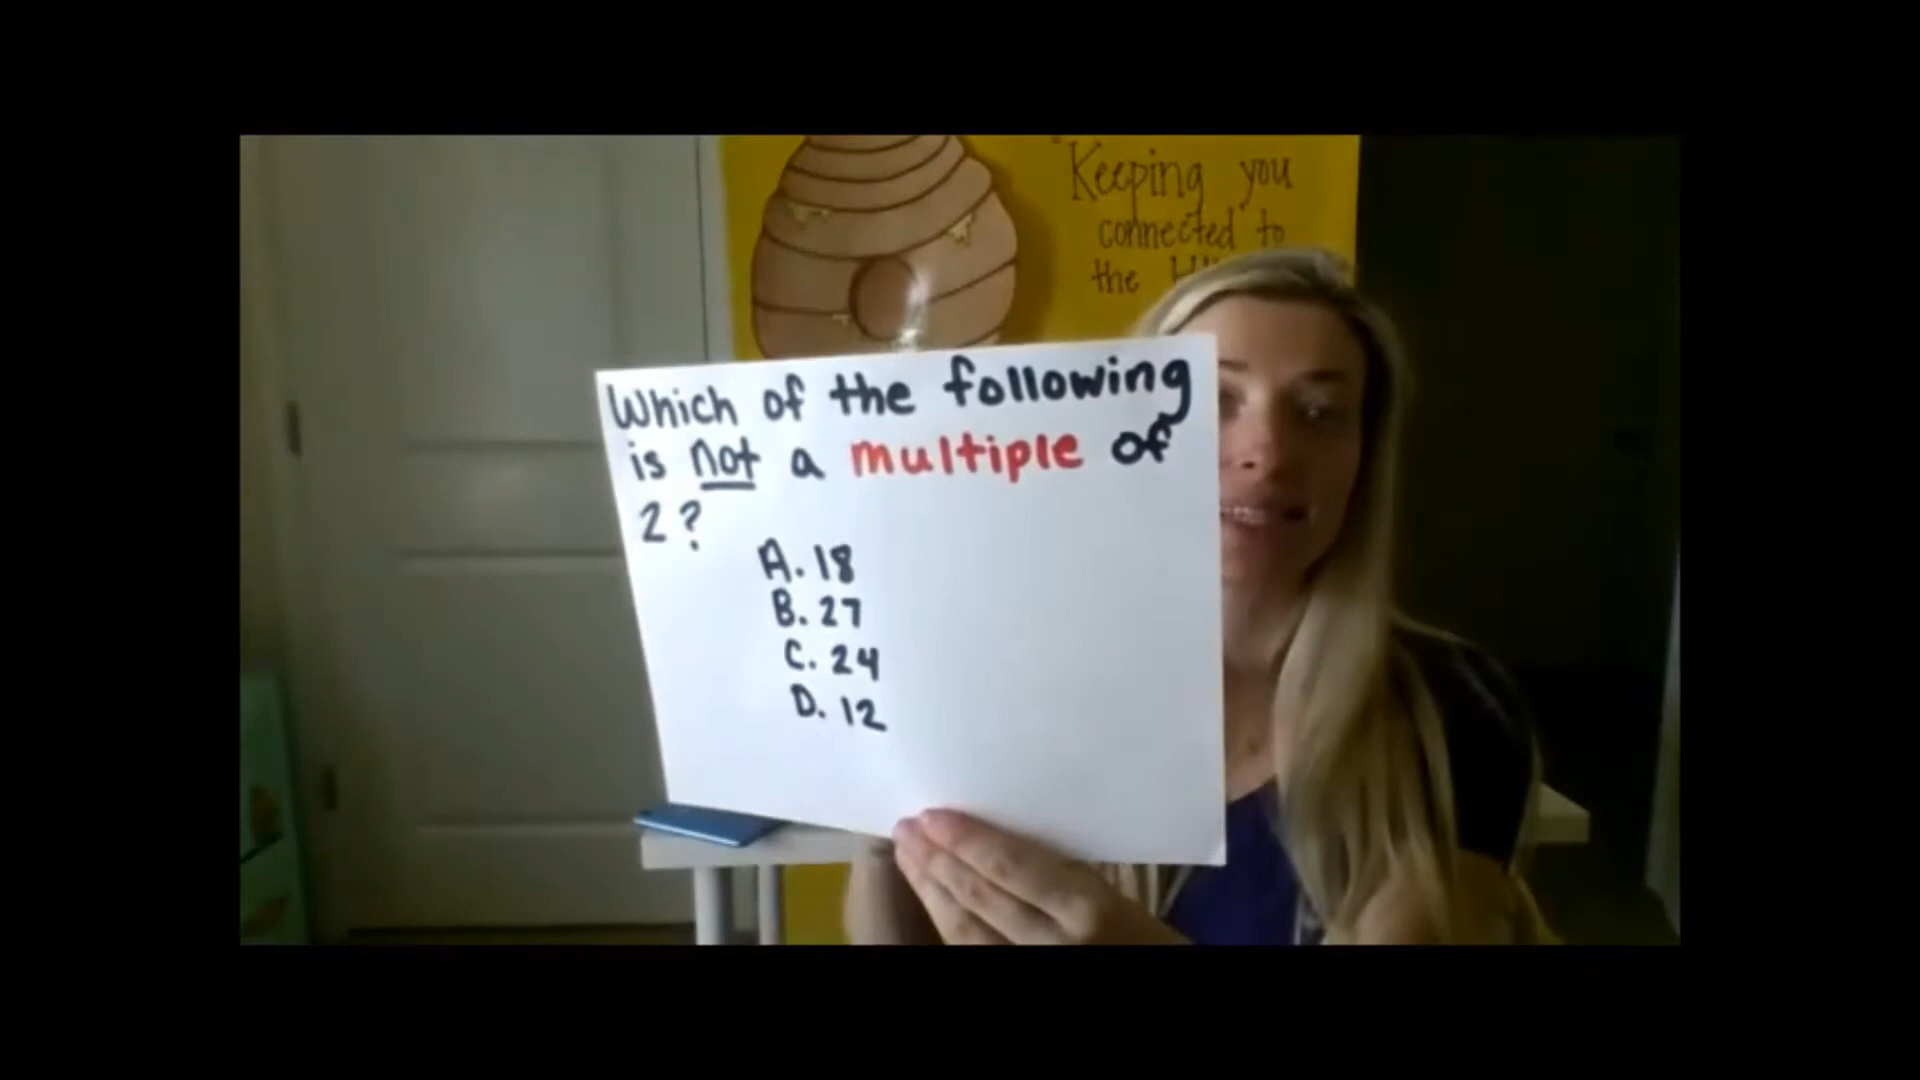 Keeping you
connected to
the
Which of the following
is not a multiple of
2?
A. 18
B. 27
C. 24
D. 12